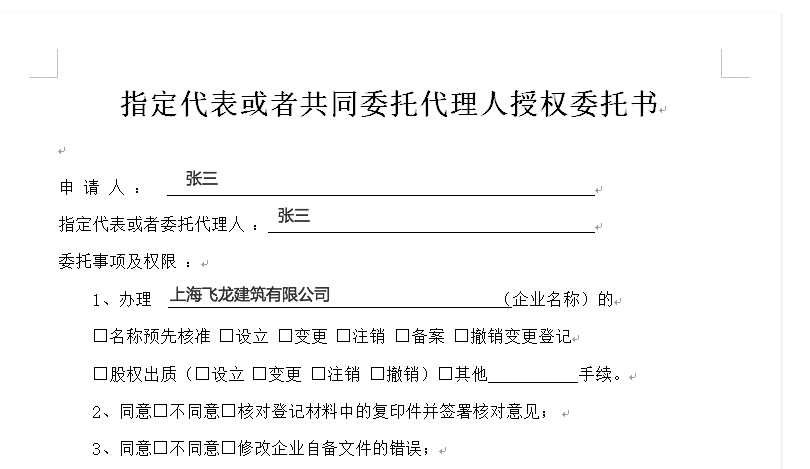 指定代表或者共同委托代理人授权委托书
申 请 人 ： 张三
指定代表或者委托代理人 ：张三
委托事项及权限 ：
1、办理 上海飞龙建筑有限公司（企业名称）的
□名称预先核准 □设立 □变更 □注销 □备案 □撤销变更登记
□股权出质（□设立 □变更 □注销 □撤销）□其他__________手续。
2、同意□不同意□核对登记材料中的复印件并签署核对意见；
3、同意□不同意□修改企业自备文件的错误；